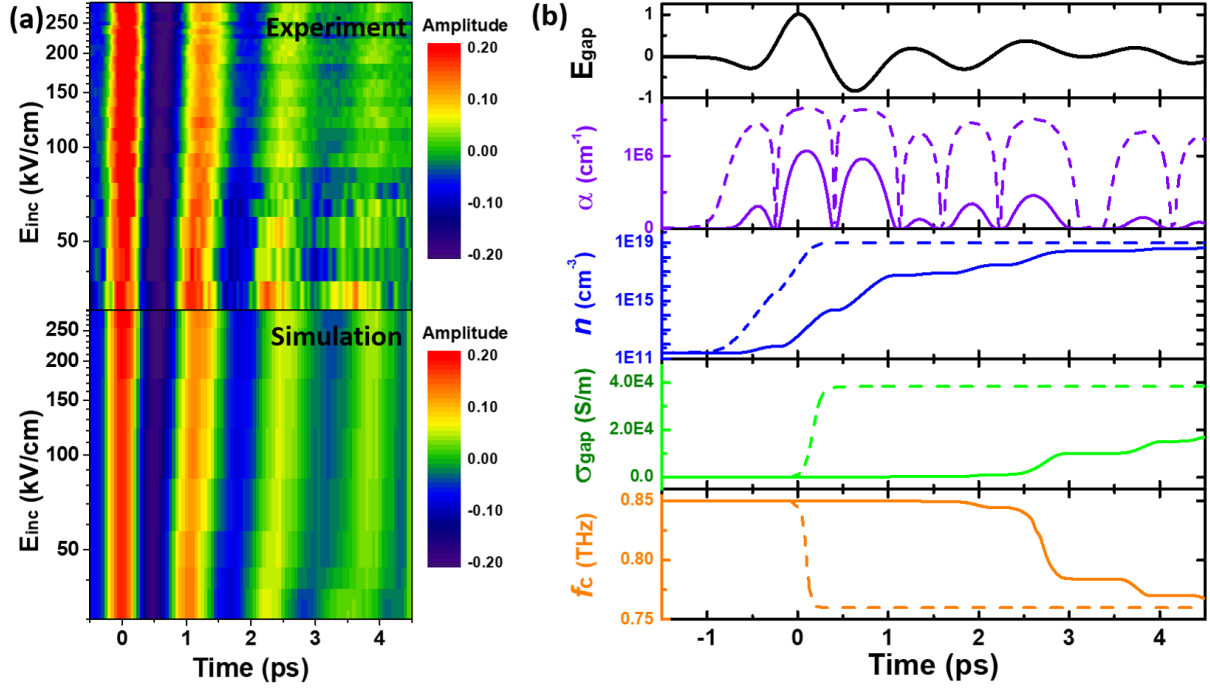 (a)
Experiment
Amplitude
250
200
150
100
50
Einc (kV/cm)
0.20
0.10
0.00
-0.10
-0.20
Simulation
Amplitude
250
200
150
100
50
Einc (kV/cm)
0.20
0.10
0.00
-0.10
-0.20
0 1 2 3 4
Time (ps)
(b)
Egap
1
0
-1
α (cm-1)
1E6
0
n (cm-3)
1E19
1E15
1E11
σgap (S/m)
4.0E4
2.0E4
0.0
fc (THz)
0.85
0.80
0.75
-1 0 1 2 3 4
Time (ps)